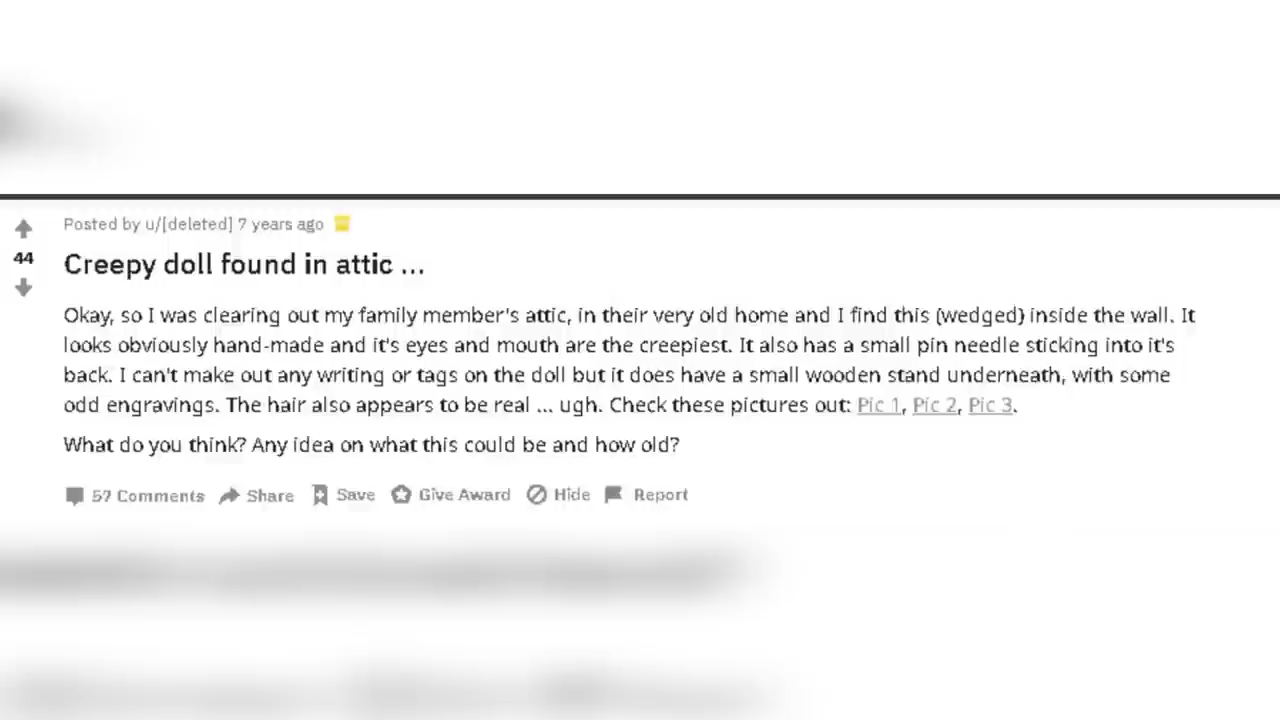 Posted by u/[deleted] 7 years ago
44
Creepy doll found in attic ...
Okay, so I was clearing out my family member's attic, in their very old home and I find this (wedged} inside the wall. It
looks obviously hand-made and it's eyes and mouth are the creepiest. It also has a small pin needle sticking into it's
back. I can't make out any writing or tags on the doll but it does have a small wooden stand underneath, with some
odd engravings. The hair also appears to be real ... ugh. Check these pictures out: Pic 1, Pic 2, Pic 3.
What do you think? Any idea on what this could be and how old?
57 Comments Share Save Give Award Hide Report